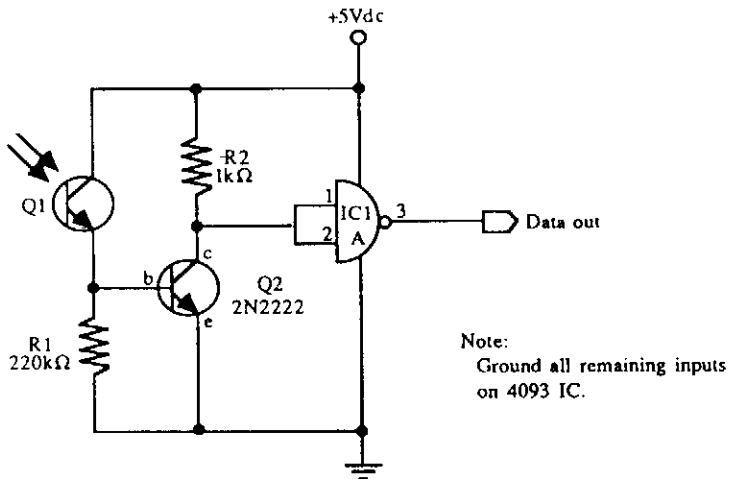 +5Vdc
R2
1kΩ
Q1
1
IC1
3
2
A
Data out
c
b
Q2
2N2222
e
R1
220kΩ
Note:
Ground all remaining inputs
on 4093 IC.